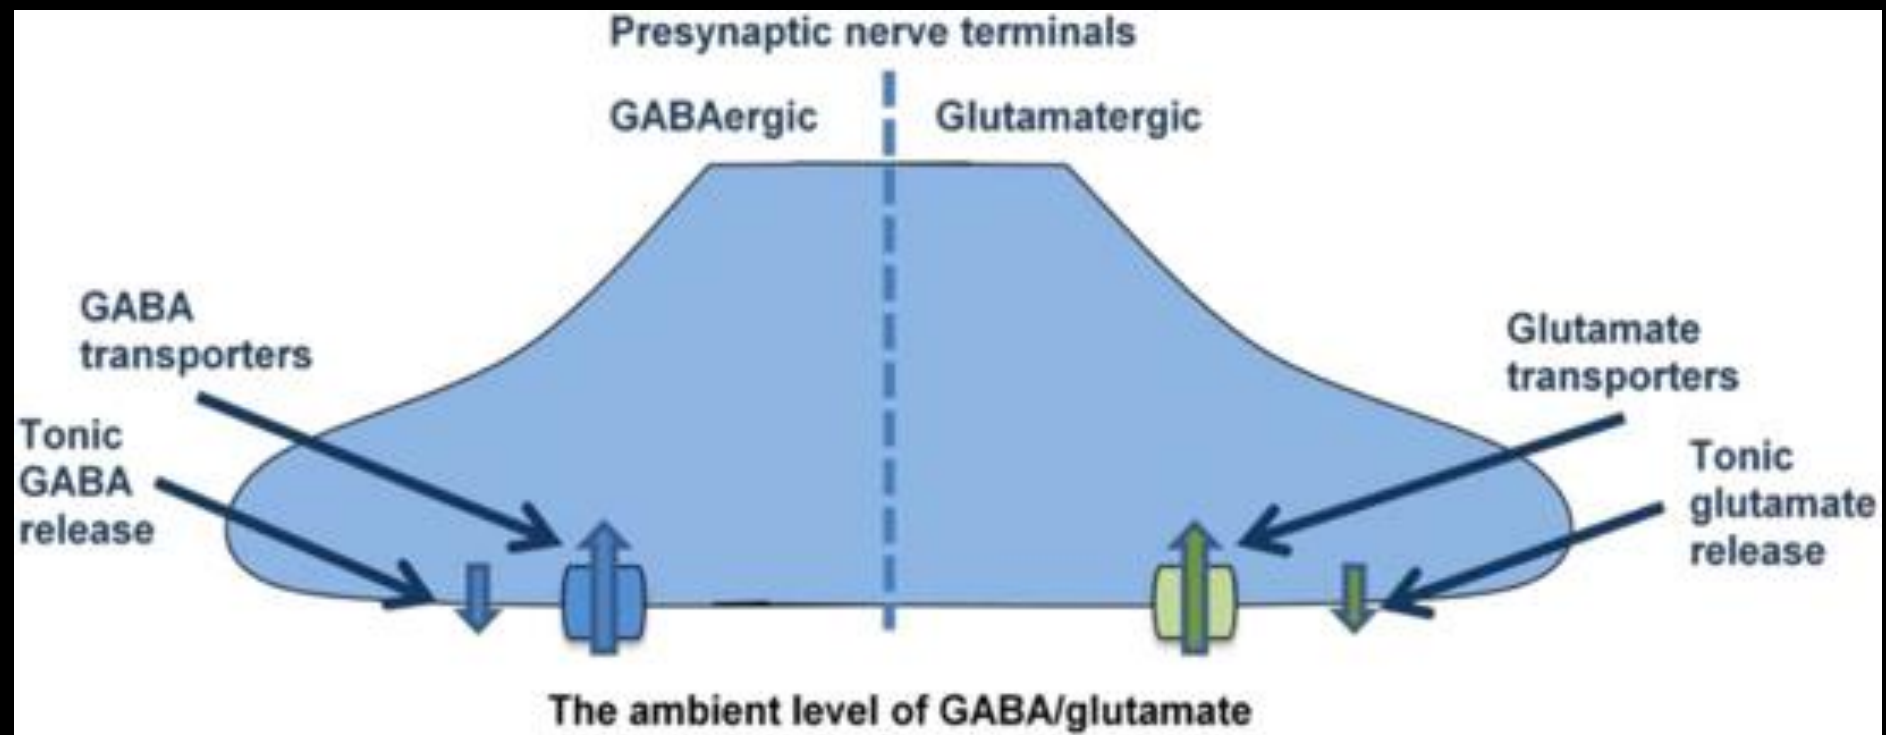 Presynaptic nerve terminals
GABAergic
Glutamatergic
GABA
transporters
Tonic
GABA
release
Glutamate
transporters
Tonic
glutamate
release
The ambient level of GABA/glutamate